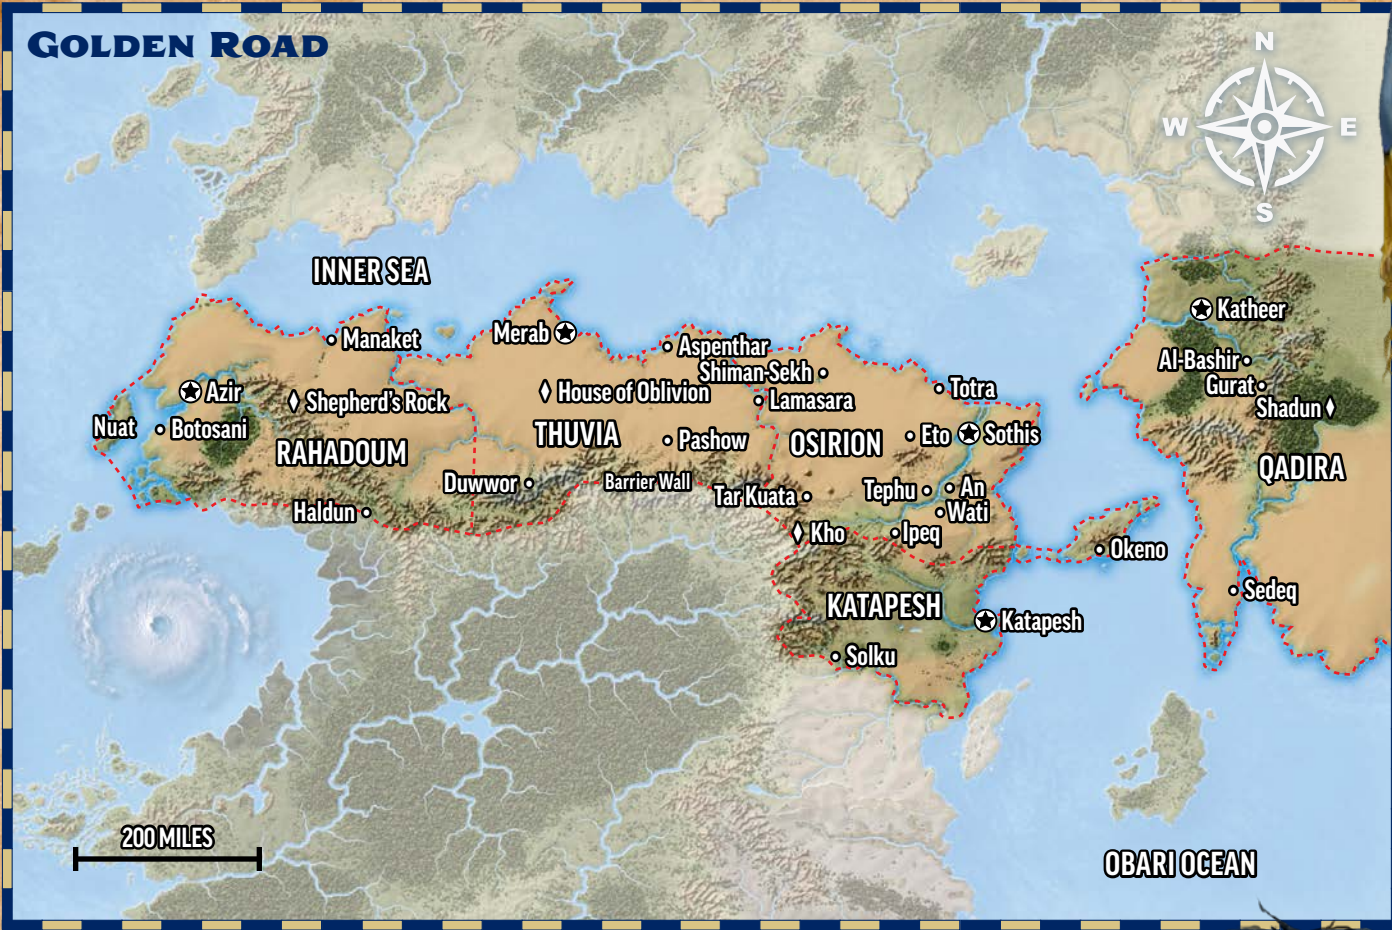 GOLDEN ROAD
N
W
E
S
INNER SEA
Katheer
Manaket
Merab
Aspenthar
Al-Bashir
Shiman-Sekh
Gurat
Azir
House of Oblivion
Totra
Shepherd's Rock
Lamasara
Shadun
Nuat
Botosani
THUVIA
Pashow
OSIRION
Eto
Sothis
RAHADOUM
QADIRA
Duwwor
Barrier Wall
Tar Kuata
Tephu
An
Wati
Haldun
Kho
Ipeq
Okeno
Sedeq
KATAPESH
Katapesh
Solku
200 MILES
OBARI OCEAN